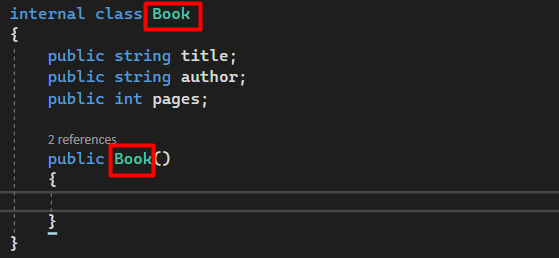 internal class Book
{
public string title;
public string author;
public int pages;
2 references
public Book()
{
}
}